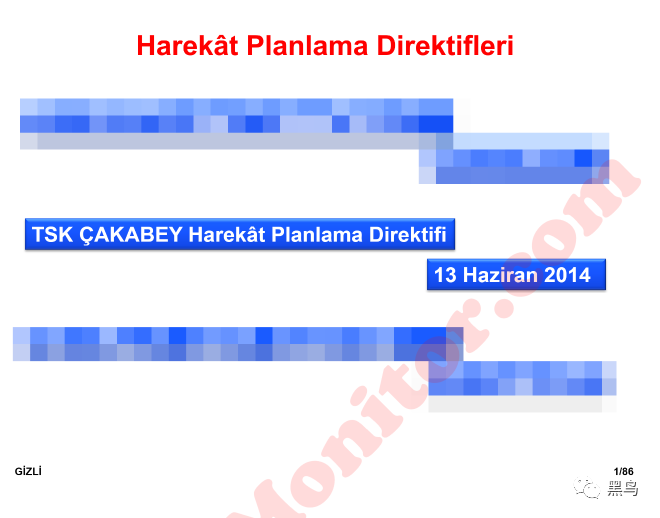 Harekât Planlama Direktifleri
TSK ÇAKABEY Harekât Planlama Direktifi
13 Haziran 2014
Monitor.com
GİZLİ
1/86
黑鸟